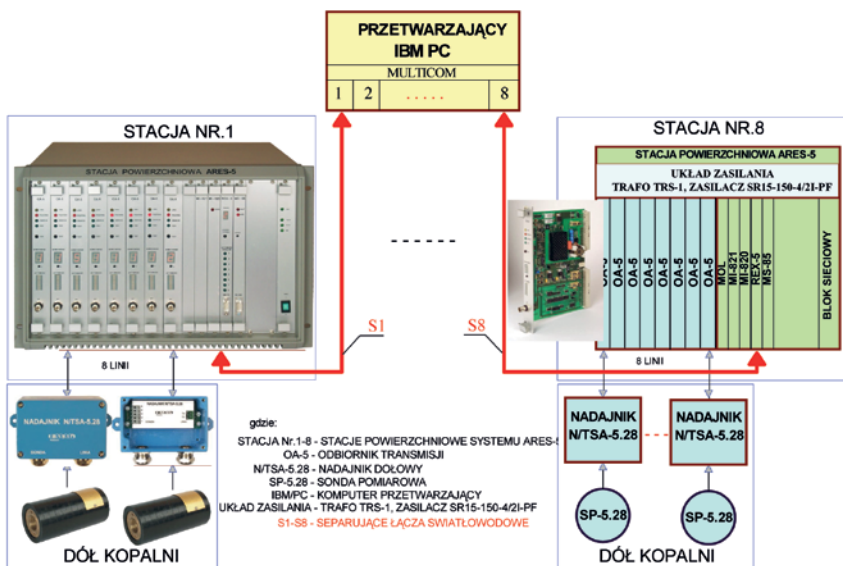 PRZETWARZAJĄCY
IBM PC
MULTICOM
1 2 ..... 8
STACJA NR.1
STACJA POWIERZCHNIOWA ARES-5
8 LINII
NADAJNIK N/TSA-5.28
DÓŁ KOPALNI
S1
S8
STACJA NR.8
STACJA POWIERZCHNIOWA ARES-5
UKŁAD ZASILANIA
TRAFO TRS-1, ZASILACZ SR15-150-4/2I-PF
OA-5
OA-5
OA-5
OA-5
OA-5
OA-5
OA-5
MOL
MI-821
MI-820
REX-5
MS-85
BLOK SIECIOWY
8 LINII
NADAJNIK
N/TSA-5.28
NADAJNIK
N/TSA-5.28
SP-5.28
SP-5.28
DÓŁ KOPALNI
gdzie:
STACJA Nr.1-8 - STACJE POWIERZCHNIOWE SYSTEMU ARES-
OA-5 - ODBIORNIK TRANSMISJI
N/TSA-5.28 - NADAJNIK DOŁOWY
SP-5.28 - SONDA POMIAROWA
IBM/PC - KOMPUTER PRZETWARZAJĄCY
UKŁAD ZASILANIA - TRAFO TRS-1, ZASILACZ SR15-150-4/2I-PF
S1-S8 - SEPARUJĄCE ŁĄCZA SWIATŁOWODOWE